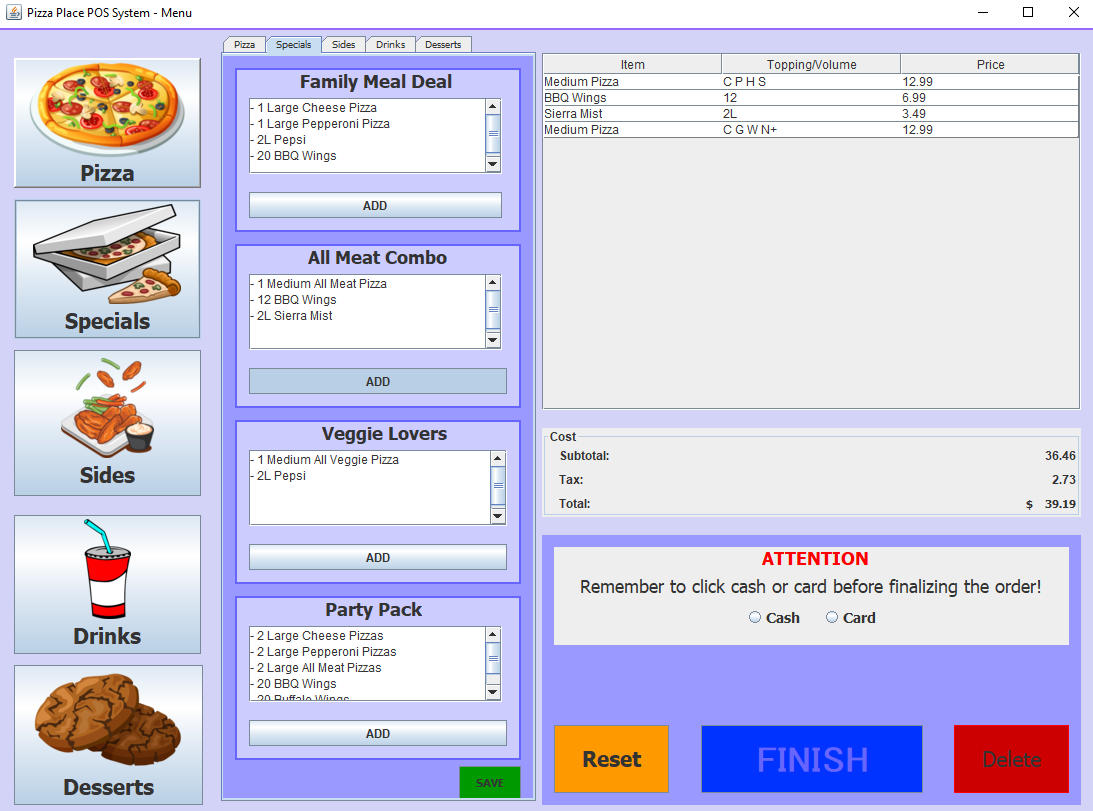 Pizza Place POS System - Menu
Pizza
Specials
Sides
Drinks
Desserts
Pizza Specials Sides Drinks Desserts
Family Meal Deal
- 1 Large Cheese Pizza
- 1 Large Pepperoni Pizza
- 2L Pepsi
- 20 BBQ Wings
ADD
All Meat Combo
- 1 Medium All Meat Pizza
- 12 BBQ Wings
- 2L Sierra Mist
ADD
Veggie Lovers
- 1 Medium All Veggie Pizza
- 2L Pepsi
ADD
Party Pack
- 2 Large Cheese Pizzas
- 2 Large Pepperoni Pizzas
- 2 Large All Meat Pizzas
- 20 BBQ Wings
- 20 Buffalo Wings
ADD
SAVE
Item Topping/Volume Price
Medium Pizza C P H S 12.99
BBQ Wings 12 6.99
Sierra Mist 2L 3.49
Medium Pizza C G W N+ 12.99
Cost
Subtotal: 36.46
Tax: 2.73
Total: $ 39.19
ATTENTION
Remember to click cash or card before finalizing the order!
Cash Card
Reset FINISH Delete